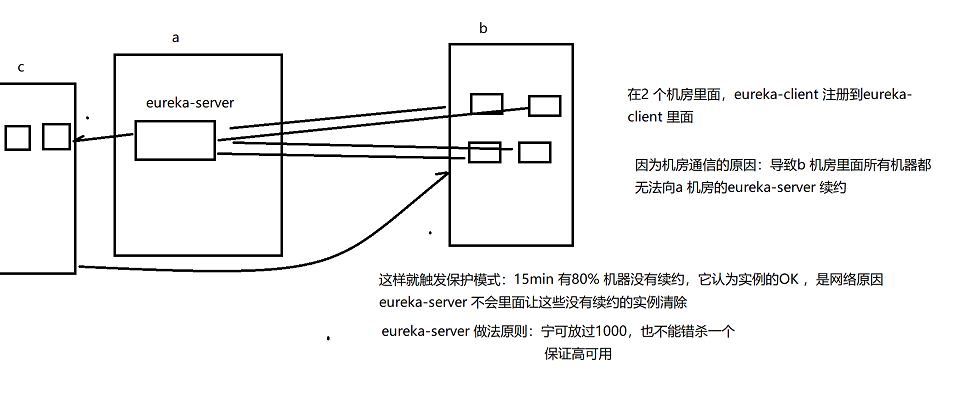 c
a
b
eureka-server
在2 个机房里面，eureka-client 注册到eureka-
client 里面
因为机房通信的原因：导致b 机房里面所有机器都
无法向a 机房的eureka-server 续约
这样就触发保护模式：15min 有80% 机器没有续约，它认为实例的OK ，是网络原因
eureka-server 不会里面让这些没有续约的实例清除
eureka-server 做法原则：宁可放过1000，也不能错杀一个
保证高可用